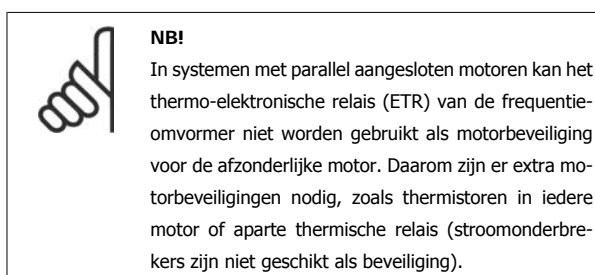 NB!
In systemen met parallel aangesloten motoren kan het
thermo-elektronische relais (ETR) van de frequentie-
omvormer niet worden gebruikt als motorbeveiliging
voor de afzonderlijke motor. Daarom zijn er extra mo-
torbeveiligingen nodig, zoals thermistoren in iedere
motor of aparte thermische relais (stroomonderbre-
kers zijn niet geschikt als beveiliging).